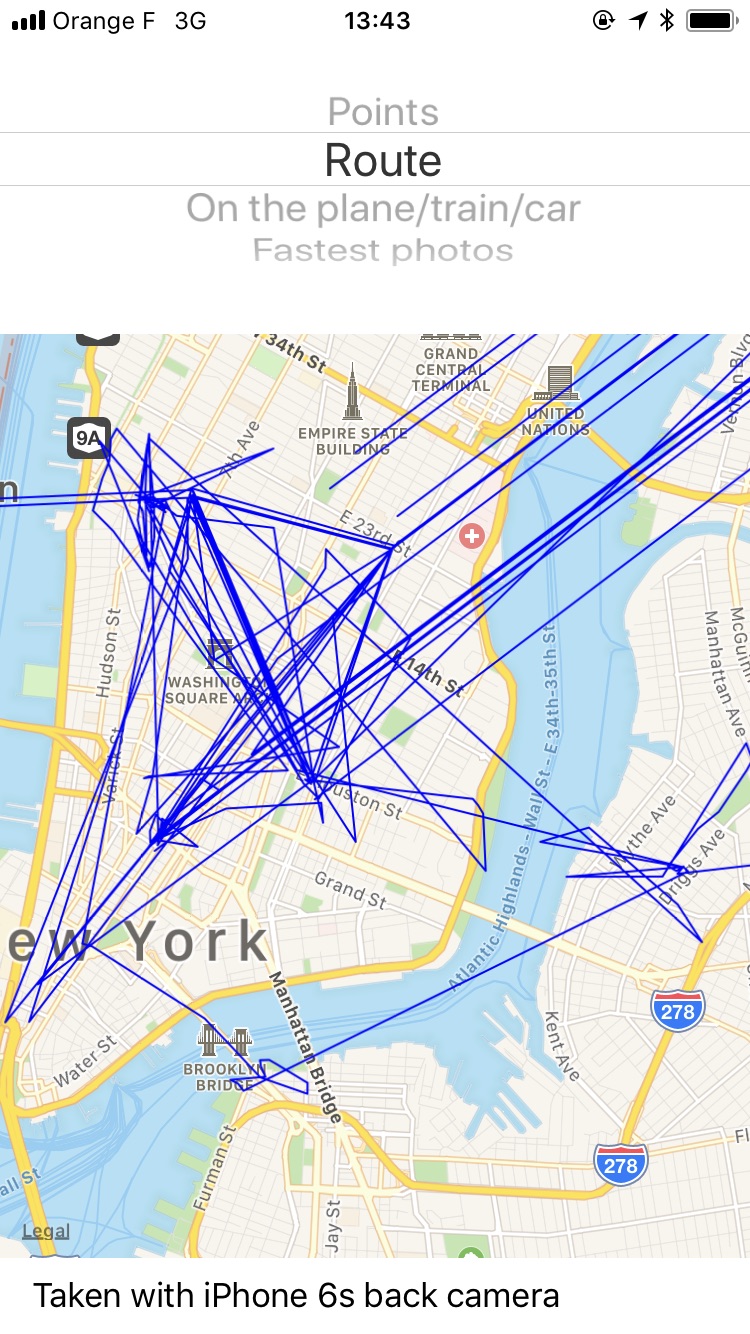 Orange F 3G 13:43
Points
Route
On the plane/train/car
Fastest photos
34th St
GRAND
CENTRAL
TERMINAL
UNITED
NATIONS
EMPIRE STATE
BUILDING
9A
7th Ave
n
E 23rd St
Hudson St
WASHINGTON
SQUARE
E 14th St
Manhattan Ave
Varick St
Houston St
Wythe Ave
Driggs Ave
Grand St
Atlantic Highlands - Wall St - E 34th-35th St
ew York
278
Manhattan Bridge
Kent Ave
Water St
BROOKLYN
BRIDGE
Furman St
278
Fl
all St
Jay St
Legal
Taken with iPhone 6s back camera